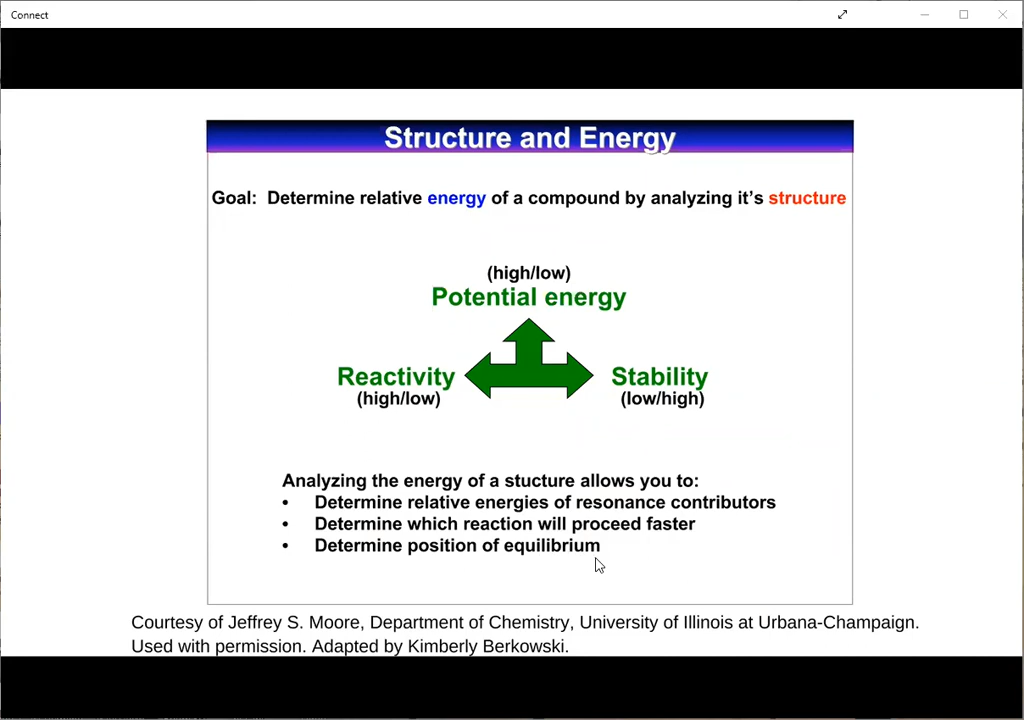 Connect
Structure and Energy
Goal: Determine relative energy of a compound by analyzing it's structure
(high/low)
Potential energy
Reactivity
(high/low)
Stability
(low/high)
Analyzing the energy of a stucture allows you to:
• Determine relative energies of resonance contributors
• Determine which reaction will proceed faster
• Determine position of equilibrium
Courtesy of Jeffrey S. Moore, Department of Chemistry, University of Illinois at Urbana-Champaign.
Used with permission. Adapted by Kimberly Berkowski.